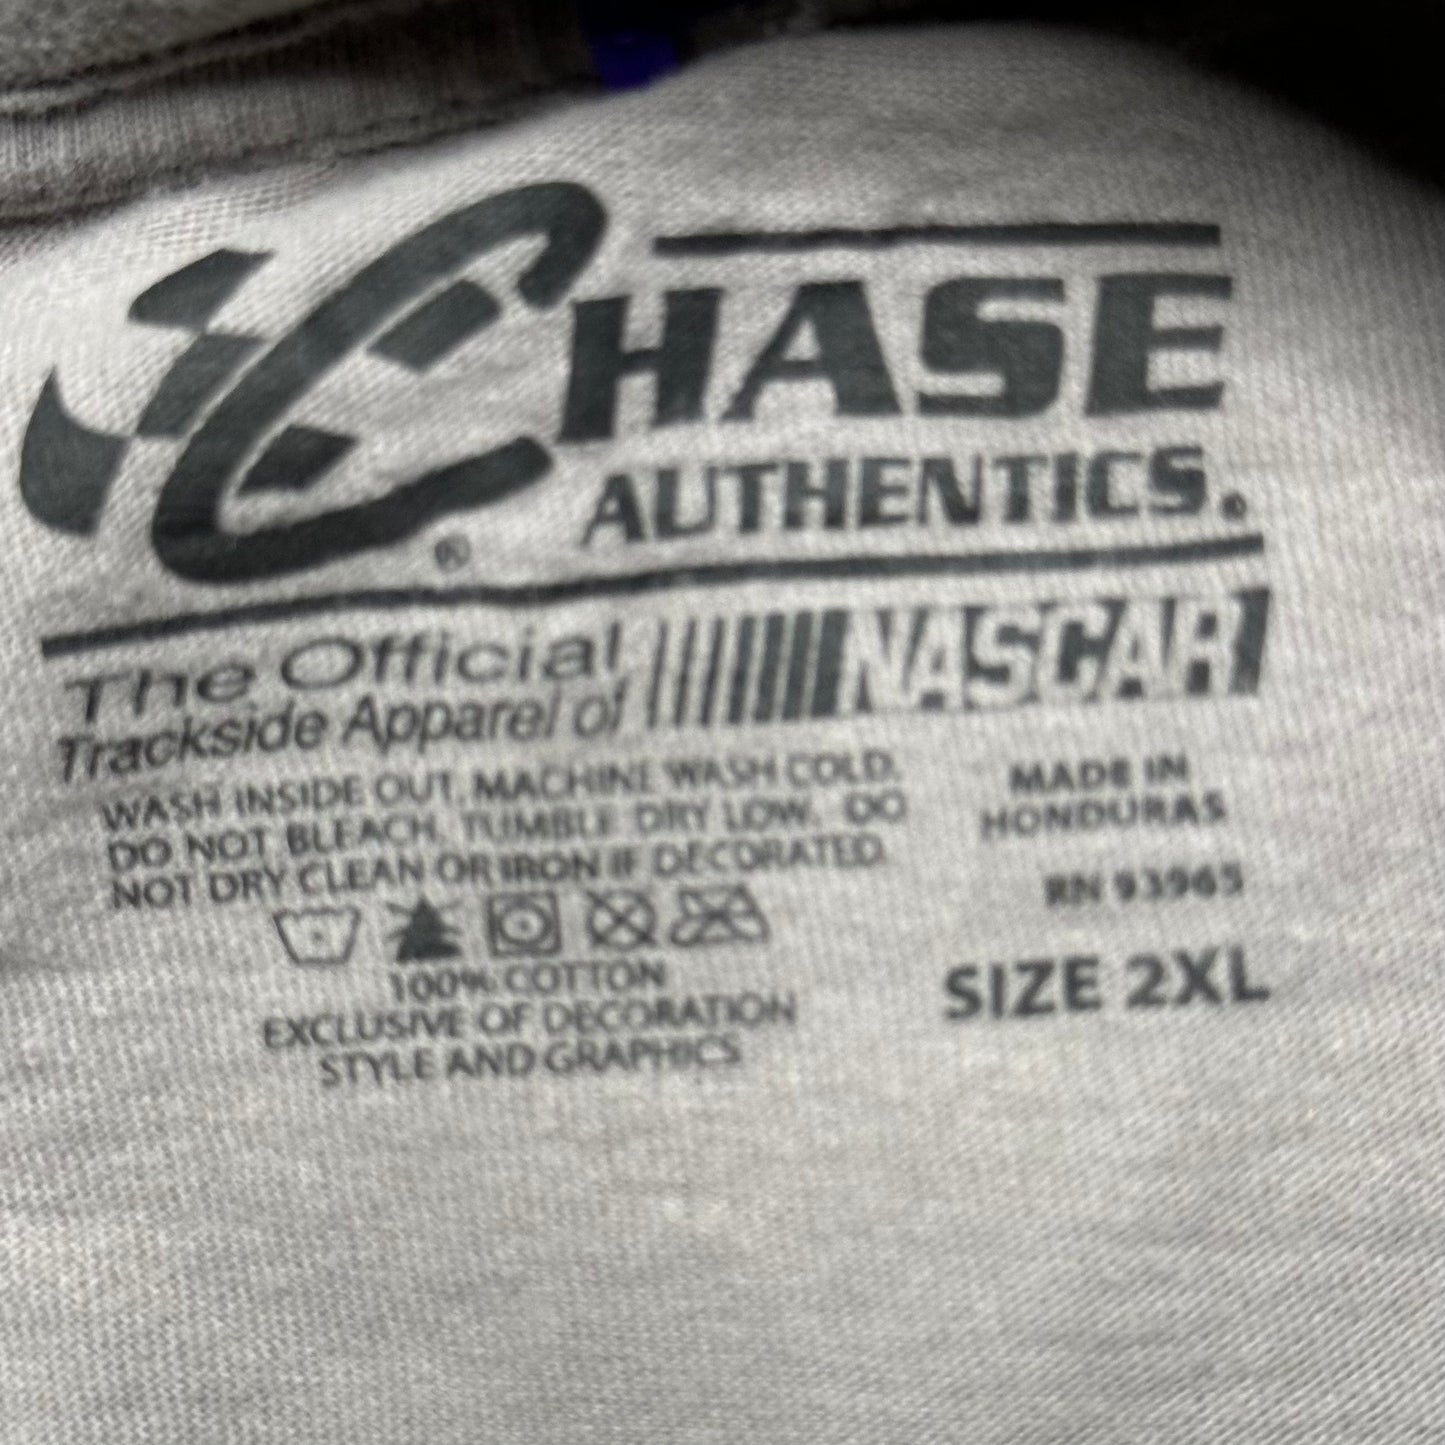 CHASE
AUTHENTICS®
®
The Official
Trackside Apparel of NASCAR
WASH INSIDE OUT. MACHINE WASH COLD.
DO NOT BLEACH. TUMBLE DRY LOW. DO
NOT DRY CLEAN OR IRON IF DECORATED.
100% COTTON
EXCLUSIVE OF DECORATION
STYLE AND GRAPHICS
MADE IN
HONDURAS
RN 93965
SIZE 2XL